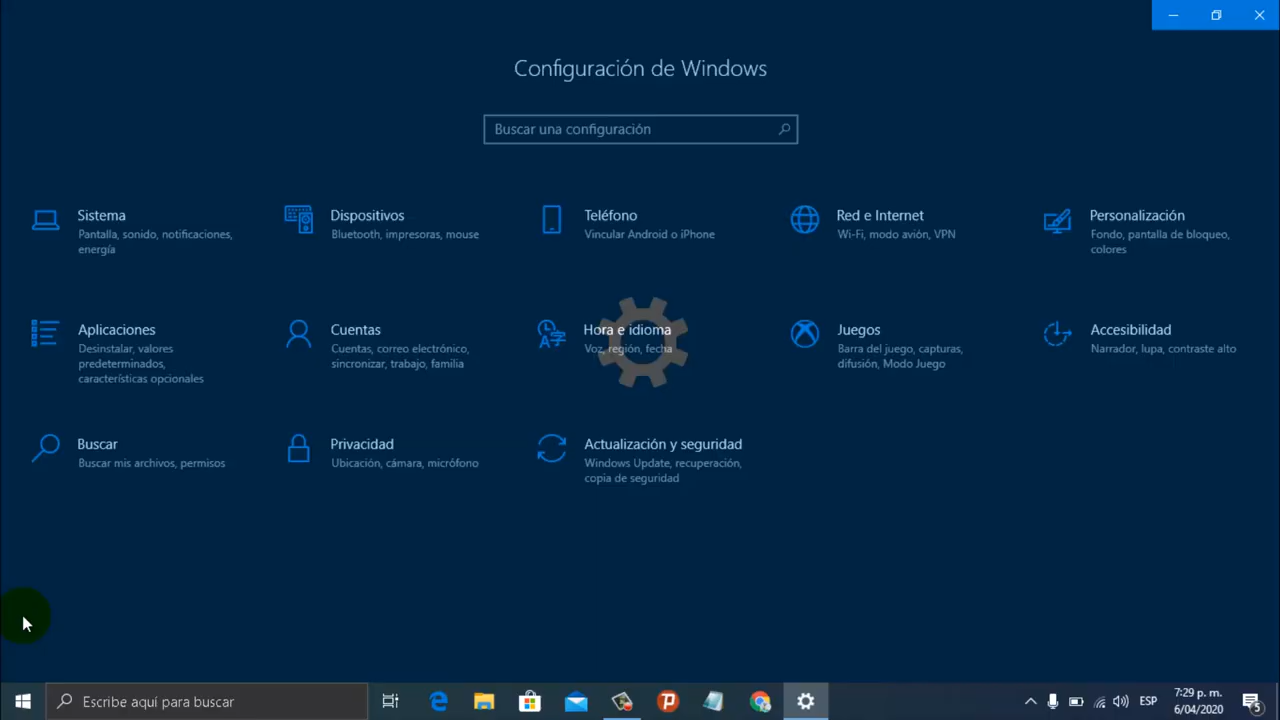 Configuración de Windows
Buscar una configuración
Sistema
Pantalla, sonido, notificaciones,
energía
Dispositivos
Bluetooth, impresoras, mouse
Teléfono
Vincular Android o iPhone
Red e Internet
Wi-Fi, modo avión, VPN
Personalización
Fondo, pantalla de bloqueo,
colores
Aplicaciones
Desinstalar, valores
predeterminados,
características opcionales
Cuentas
Cuentas, correo electrónico,
sincronizar, trabajo, familia
Hora e idioma
Voz, región, fecha
Juegos
Barra del juego, capturas,
difusión, Modo Juego
Accesibilidad
Narrador, lupa, contraste alto
Buscar
Buscar mis archivos, permisos
Privacidad
Ubicación, cámara, micrófono
Actualización y seguridad
Windows Update, recuperación,
copia de seguridad
Escribe aquí para buscar
ESP
7:29 p. m.
6/04/2020
5